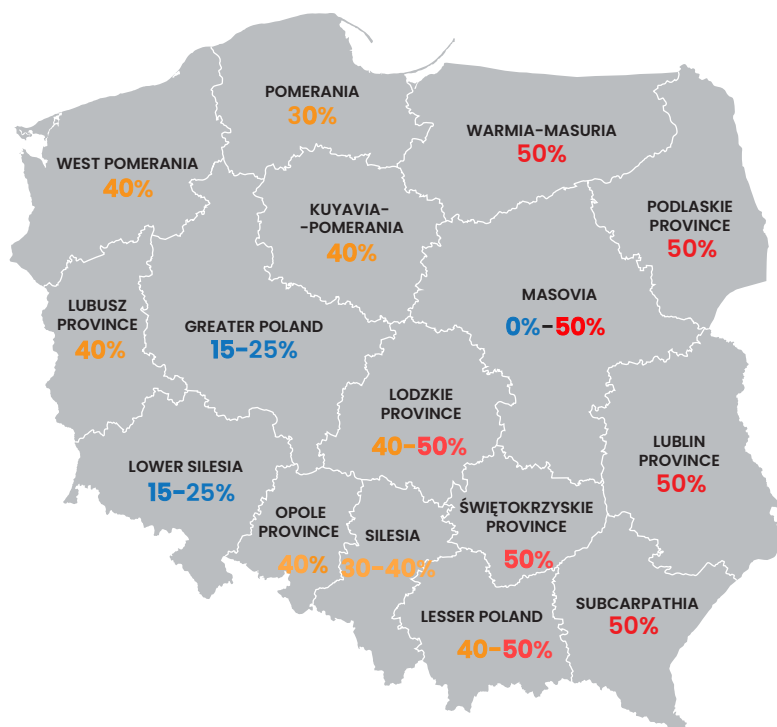 POMERANIA
30%
WARMIA-MASURIA
50%
WEST POMERANIA
40%
KUYAVIA-
-POMERANIA
40%
PODLASKIE
PROVINCE
50%
LUBUSZ
PROVINCE
40%
GREATER POLAND
15-25%
MASOVIA
0%-50%
LODZKIE
PROVINCE
40-50%
LOWER SILESIA
15-25%
LUBLIN
PROVINCE
50%
OPOLE
PROVINCE
40%
SILESIA
30-40%
ŚWIĘTOKRZYSKIE
PROVINCE
50%
LESSER POLAND
40-50%
SUBCARPATHIA
50%